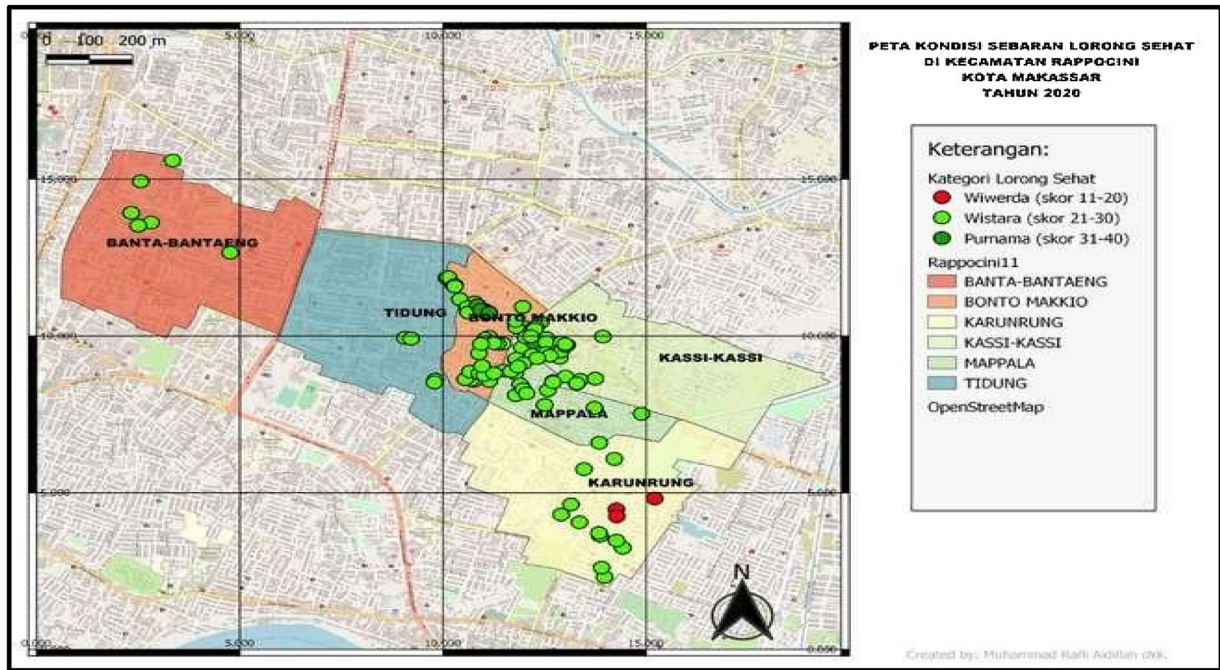 PETA KONDISI SEBARAN LORONG SEHAT
DI KECAMATAN RAPPOCINI
KOTA MAKASSAR
TAHUN 2020
0 100 200 m
Keterangan:
Kategori Lorong Sehat
Wiwerda (skor 11-20)
Wistara (skor 21-30)
Purnama (skor 31-40)
Rappocini11
BANTA-BANTAENG
BONTO MAKKIO
KARUNRUNG
KASSI-KASSI
MAPPALA
TIDUNG
OpenStreetMap
5.000 10.000 15.000
15.000 15.000
BANTA-BANTAENG
TIDUNG
BONTO MAKKIO
10.000 10.000
KASSI-KASSI
MAPPALA
KARUNRUNG
5.000 5.000
N
0.000 5.000 10.000 15.000 0.000
Created by: Muhammad Rafli Aidillah dkk.